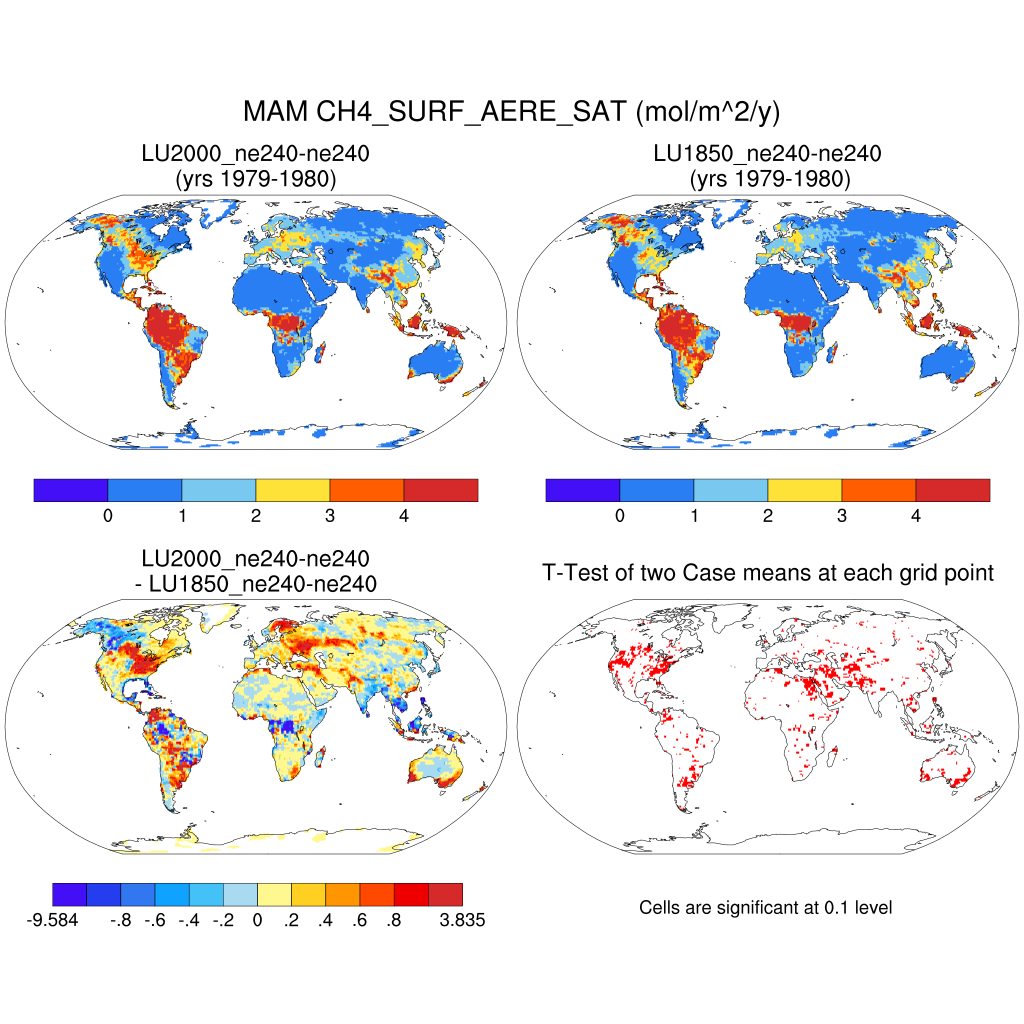 MAM CH4_SURF_AERE_SAT (mol/m^2/y)
LU2000_ne240-ne240
(yrs 1979-1980)
LU1850_ne240-ne240
(yrs 1979-1980)
0 1 2 3 4
0 1 2 3 4
LU2000_ne240-ne240
- LU1850_ne240-ne240
T-Test of two Case means at each grid point
-9.584 -.8 -.6 -.4 -.2 0 .2 .4 .6 .8 3.835
Cells are significant at 0.1 level